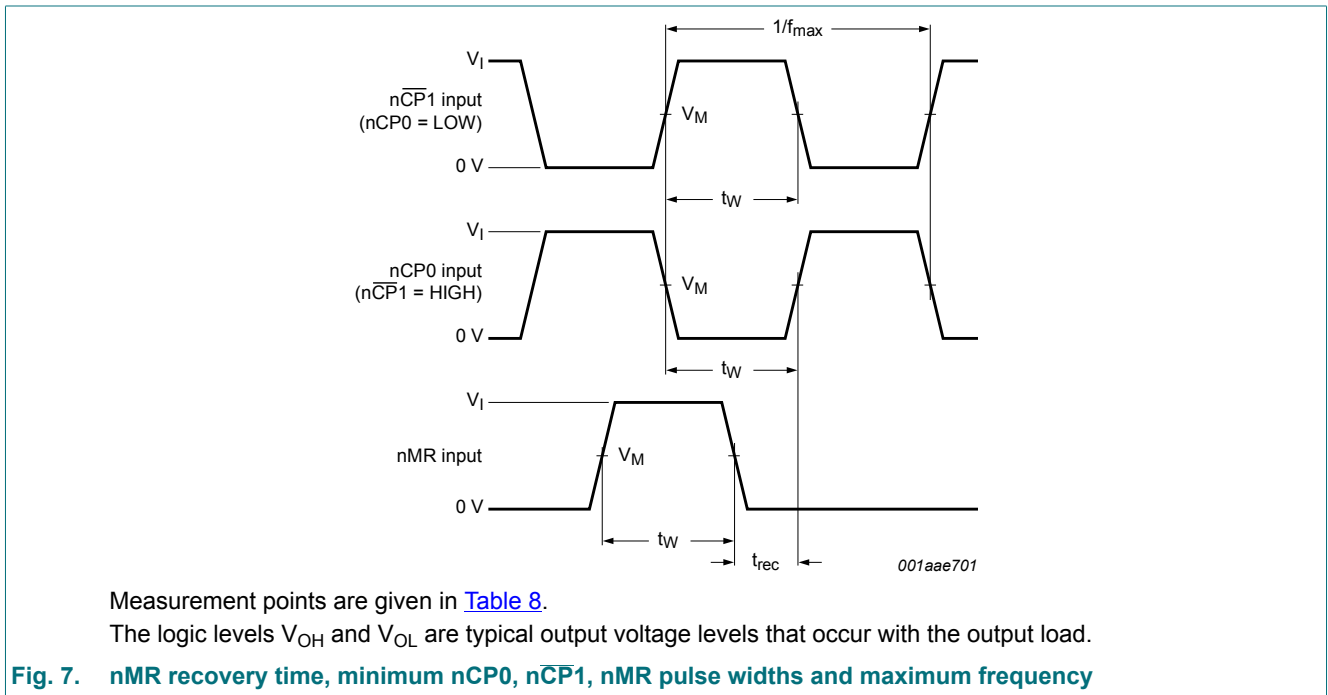 1/fmax
VI
nCP1 input
(nCP0 = LOW)
VM
0 V
tW
VI
nCP0 input
(nCP1 = HIGH)
VM
0 V
tW
VI
nMR input
VM
0 V
tW
trec
001aae701
Measurement points are given in Table 8.
The logic levels VOH and VOL are typical output voltage levels that occur with the output load.
Fig. 7. nMR recovery time, minimum nCP0, nCP1, nMR pulse widths and maximum frequency